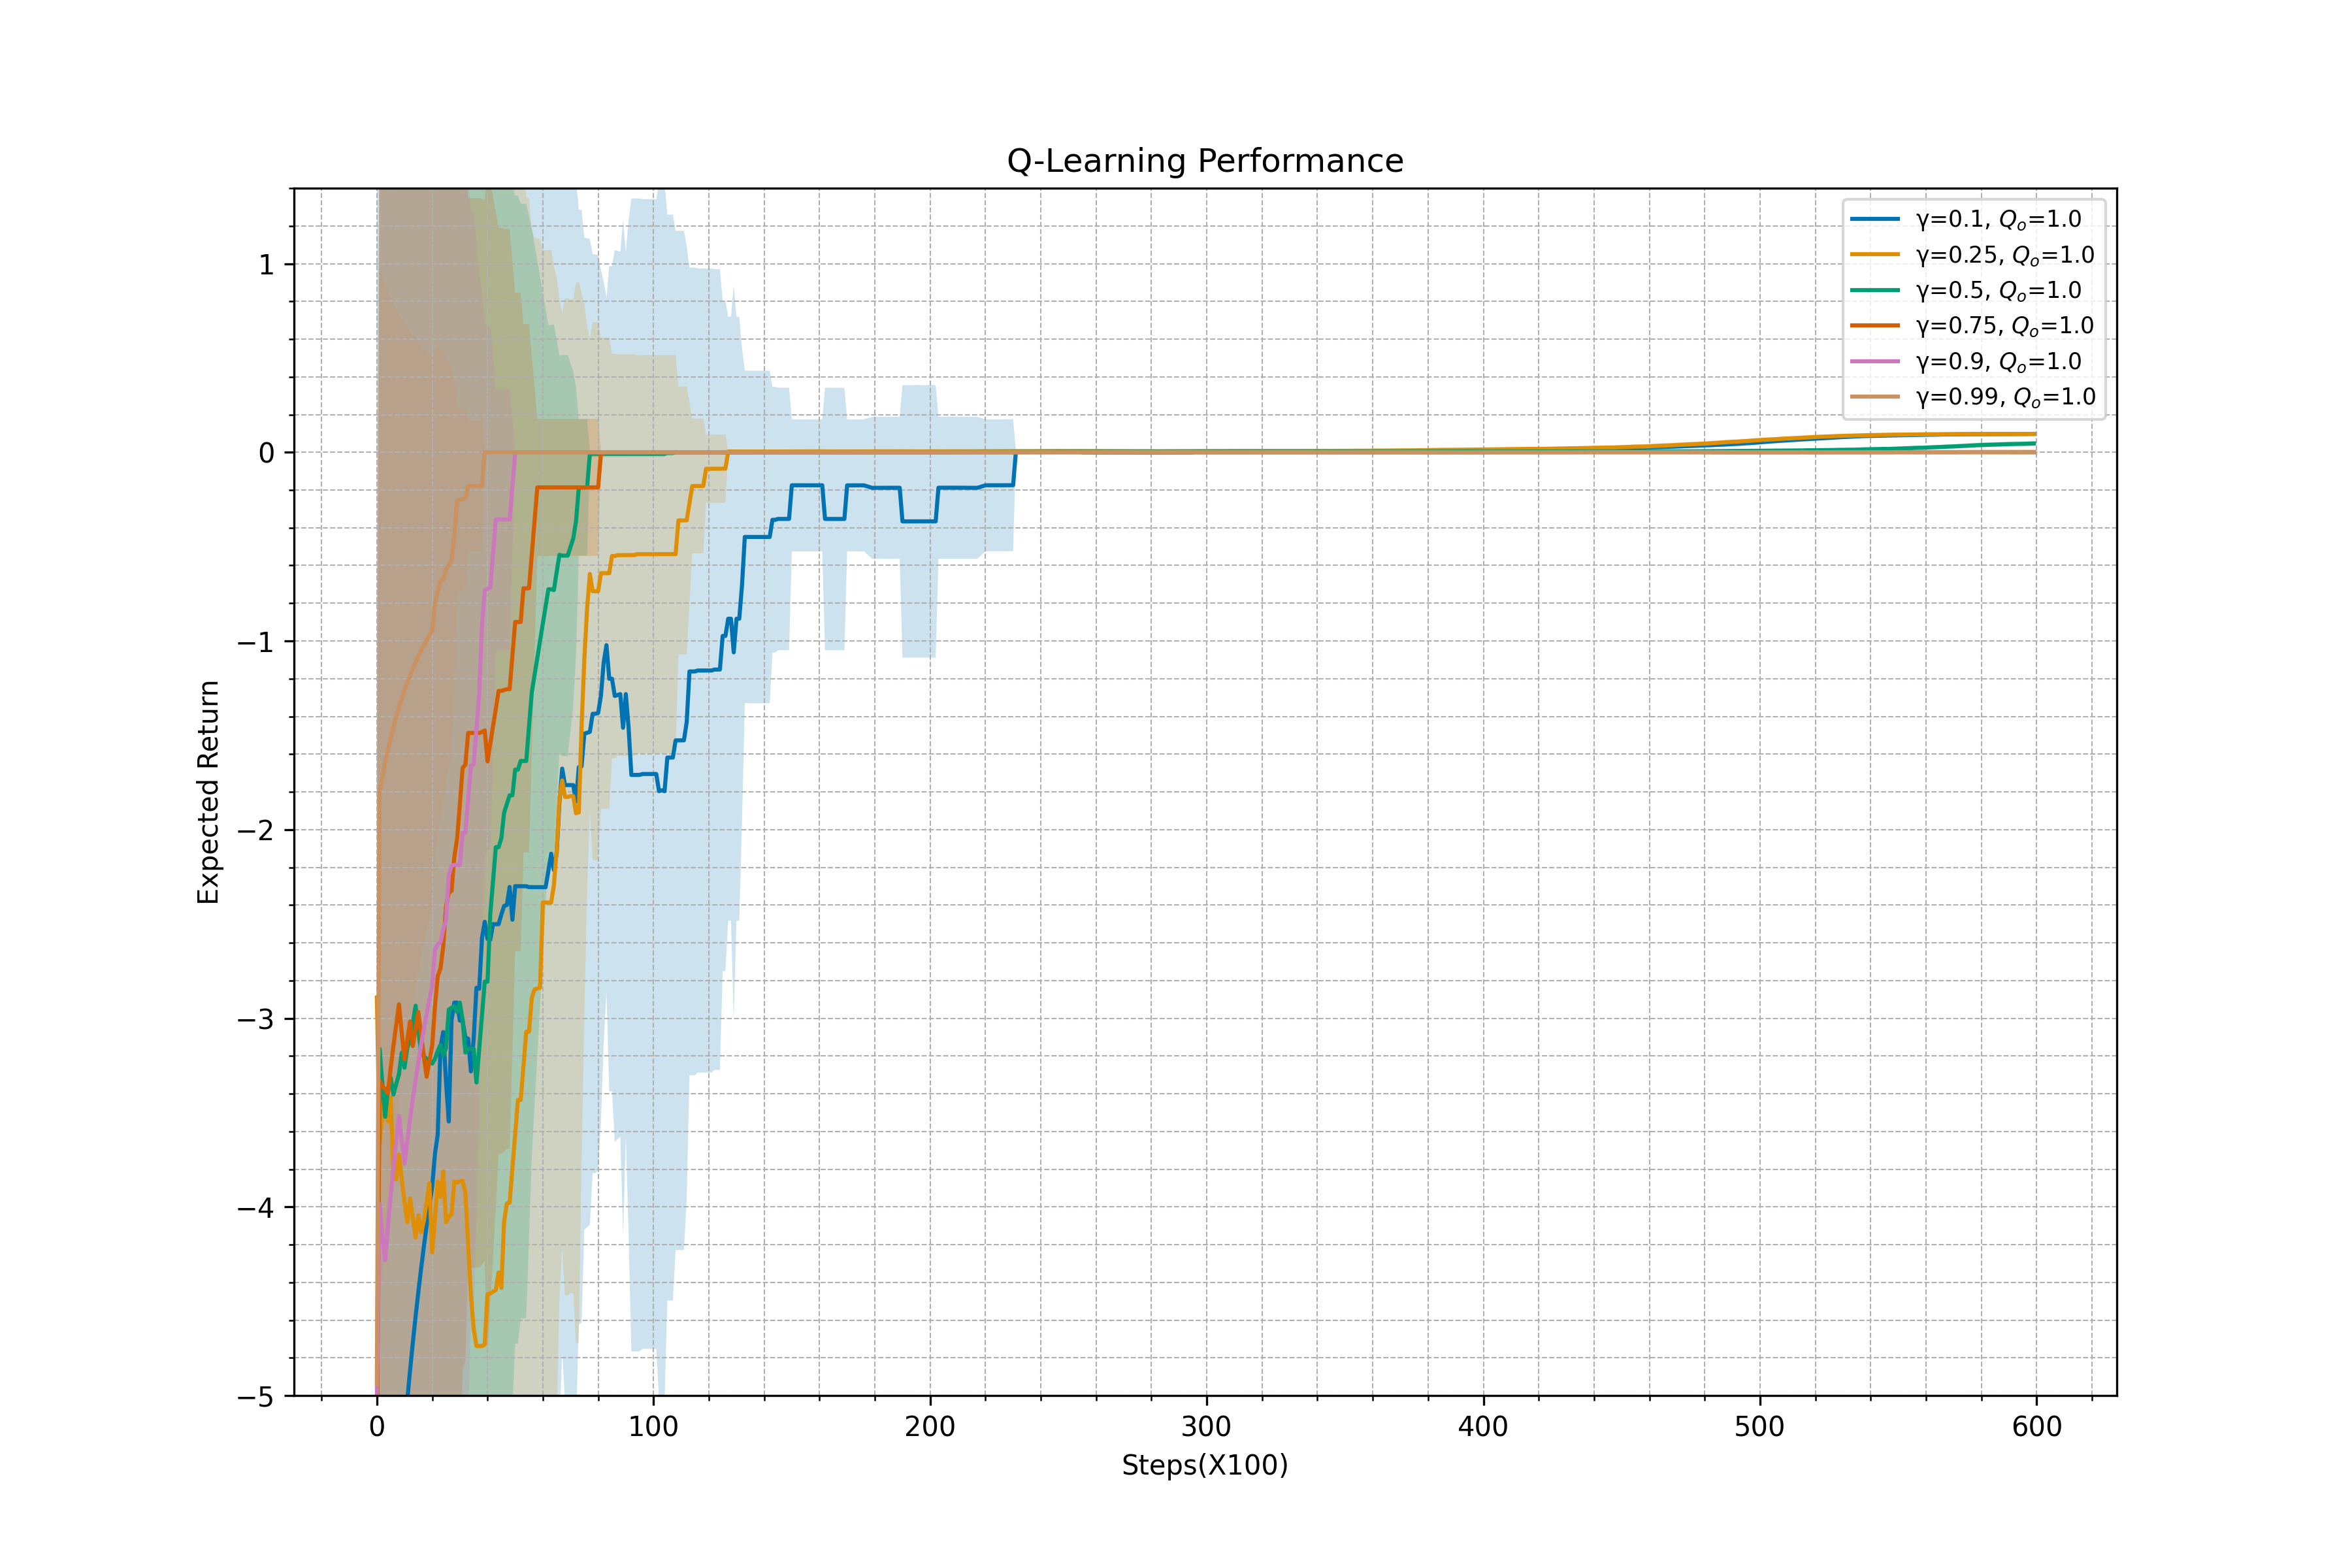 Q-Learning Performance
γ=0.1, Qₒ=1.0
γ=0.25, Qₒ=1.0
γ=0.5, Qₒ=1.0
γ=0.75, Qₒ=1.0
γ=0.9, Qₒ=1.0
γ=0.99, Qₒ=1.0
Expected Return
1
0
−1
−2
−3
−4
−5
0 100 200 300 400 500 600
Steps(X100)